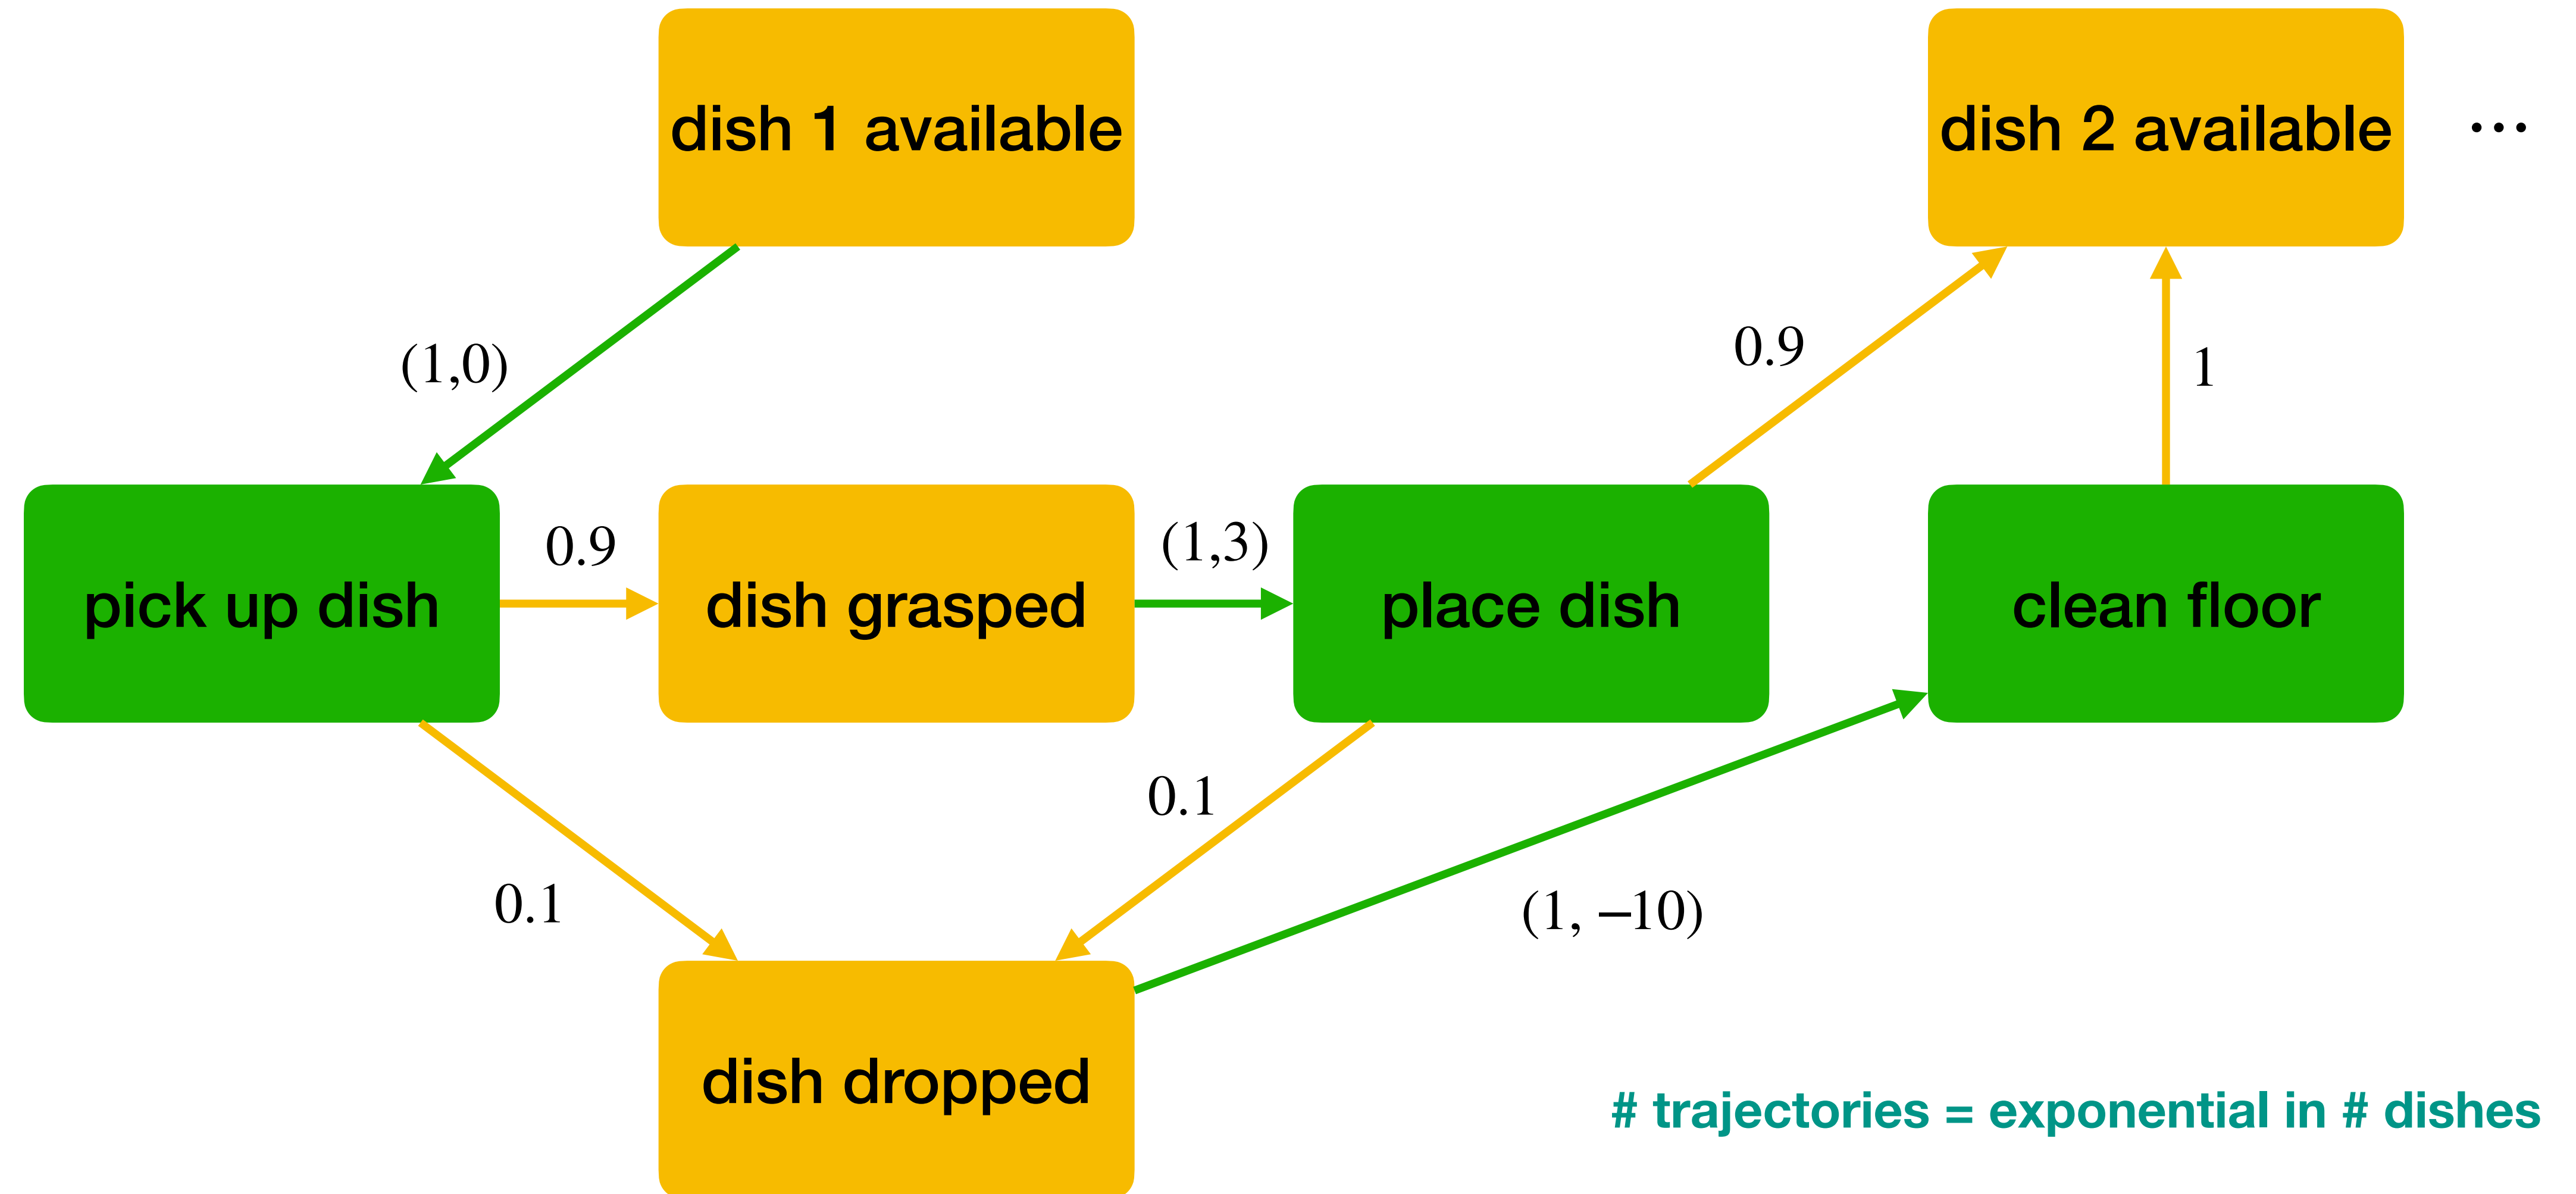 dish 1 available
dish 2 available
...
(1,0)
0.9
1
pick up dish
0.9
dish grasped
(1,3)
place dish
clean floor
0.1
0.1
(1, –10)
dish dropped
# trajectories = exponential in # dishes